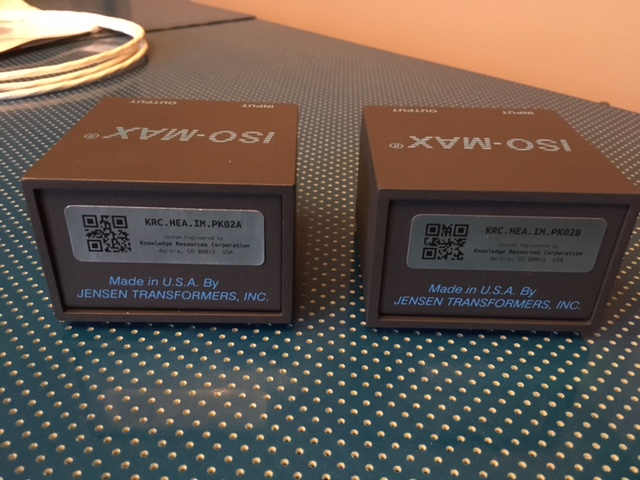 OUTPUT INPUT
ISO-MAX®
KRC.HEA.IM.PK02A
Custom Engineered by
Knowledge Resources Corporation
Aurora, CO 80015 USA
Made in U.S.A. By
JENSEN TRANSFORMERS, INC.
OUTPUT INPUT
ISO-MAX®
KRC.HEA.IM.PK02B
Custom Engineered by
Knowledge Resources Corporation
Aurora, CO 80015 USA
Made in U.S.A. By
JENSEN TRANSFORMERS, INC.